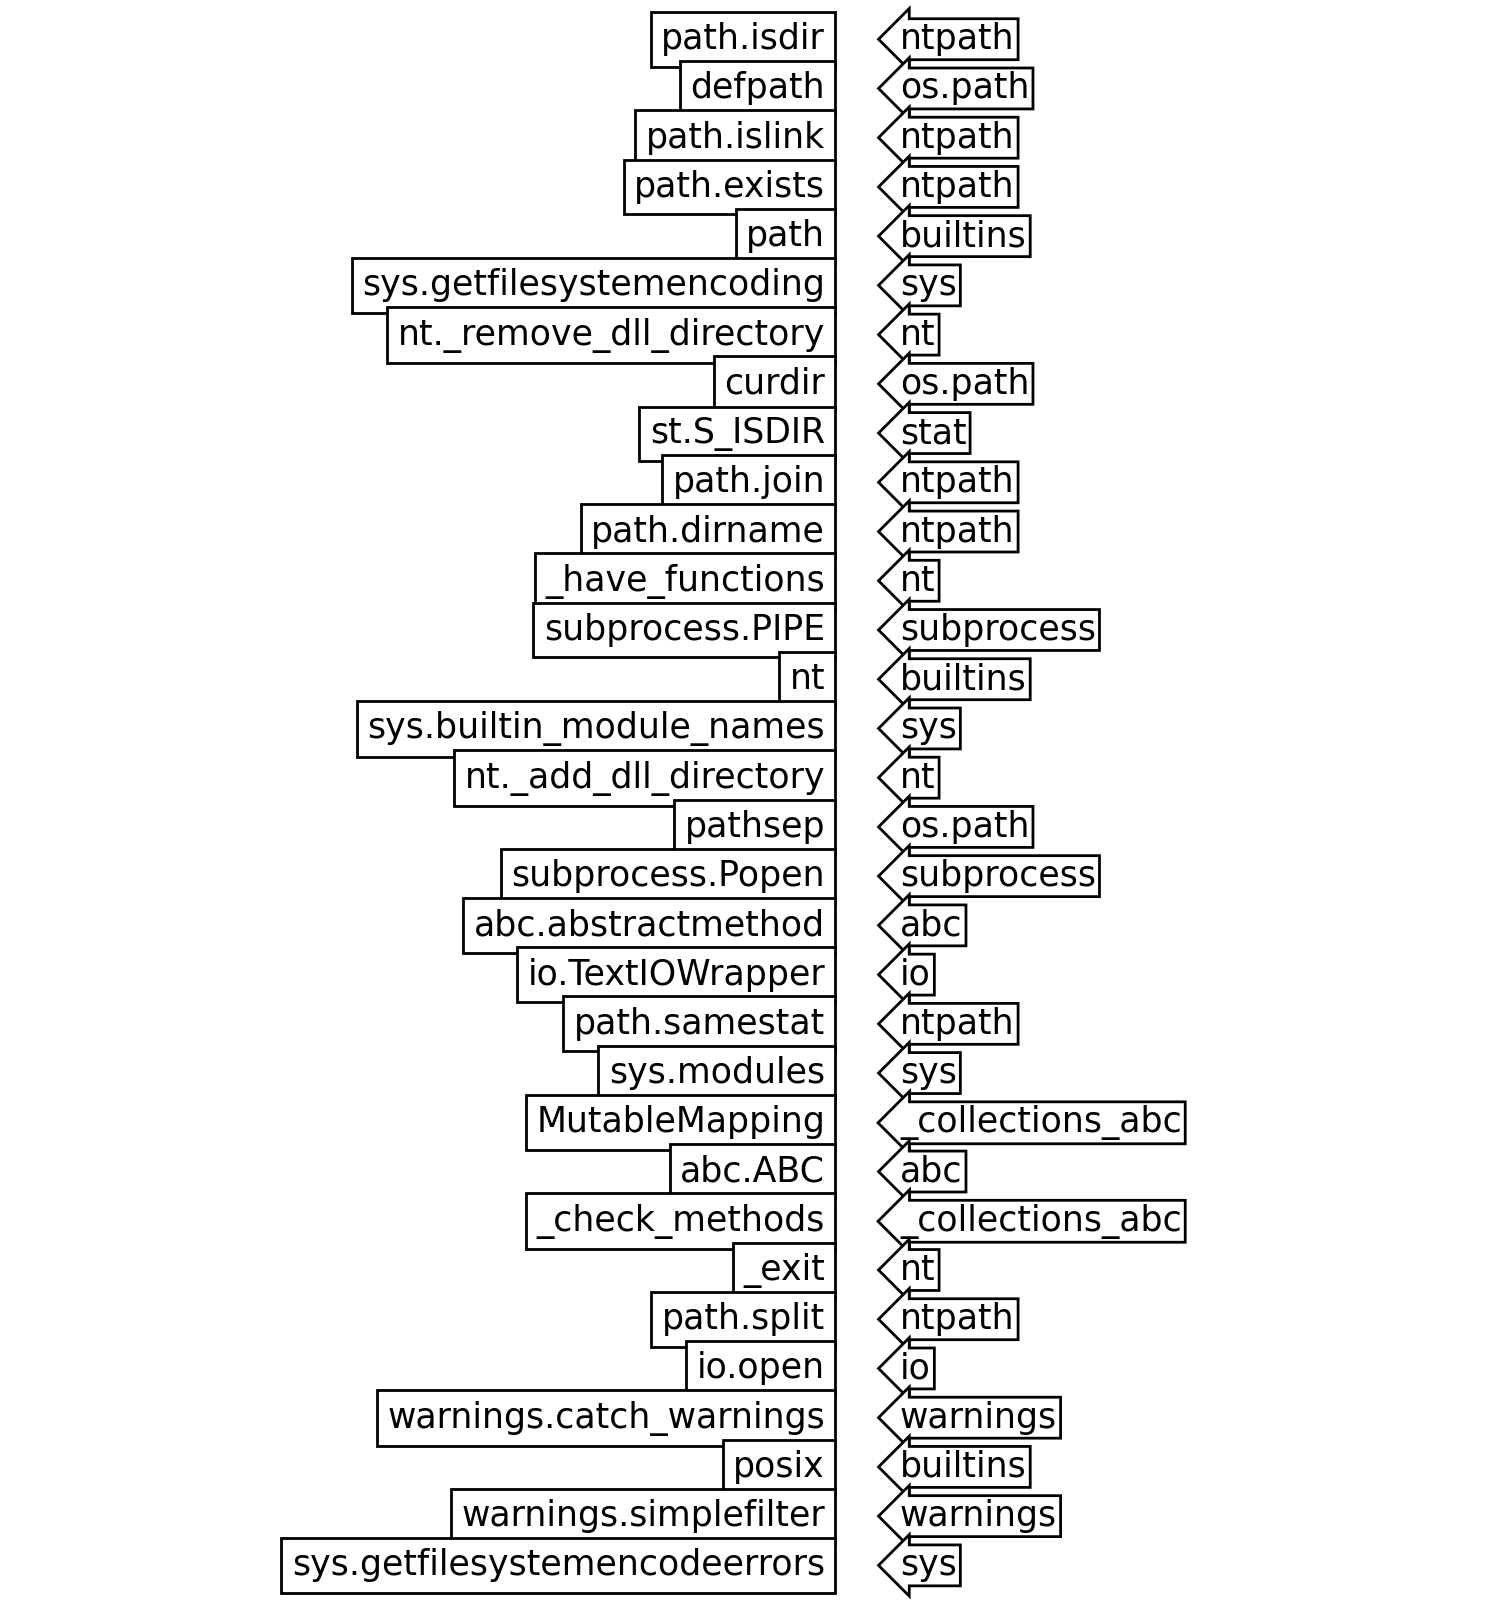 path.isdir ntpath
defpath os.path
path.islink ntpath
path.exists ntpath
path builtins
sys.getfilesystemencoding sys
nt._remove_dll_directory nt
curdir os.path
st.S_ISDIR stat
path.join ntpath
path.dirname ntpath
_have_functions nt
subprocess.PIPE subprocess
nt builtins
sys.builtin_module_names sys
nt._add_dll_directory nt
pathsep os.path
subprocess.Popen subprocess
abc.abstractmethod abc
io.TextIOWrapper io
path.samestat ntpath
sys.modules sys
MutableMapping _collections_abc
abc.ABC abc
_check_methods _collections_abc
_exit nt
path.split ntpath
io.open io
warnings.catch_warnings warnings
posix builtins
warnings.simplefilter warnings
sys.getfilesystemencodeerrors sys